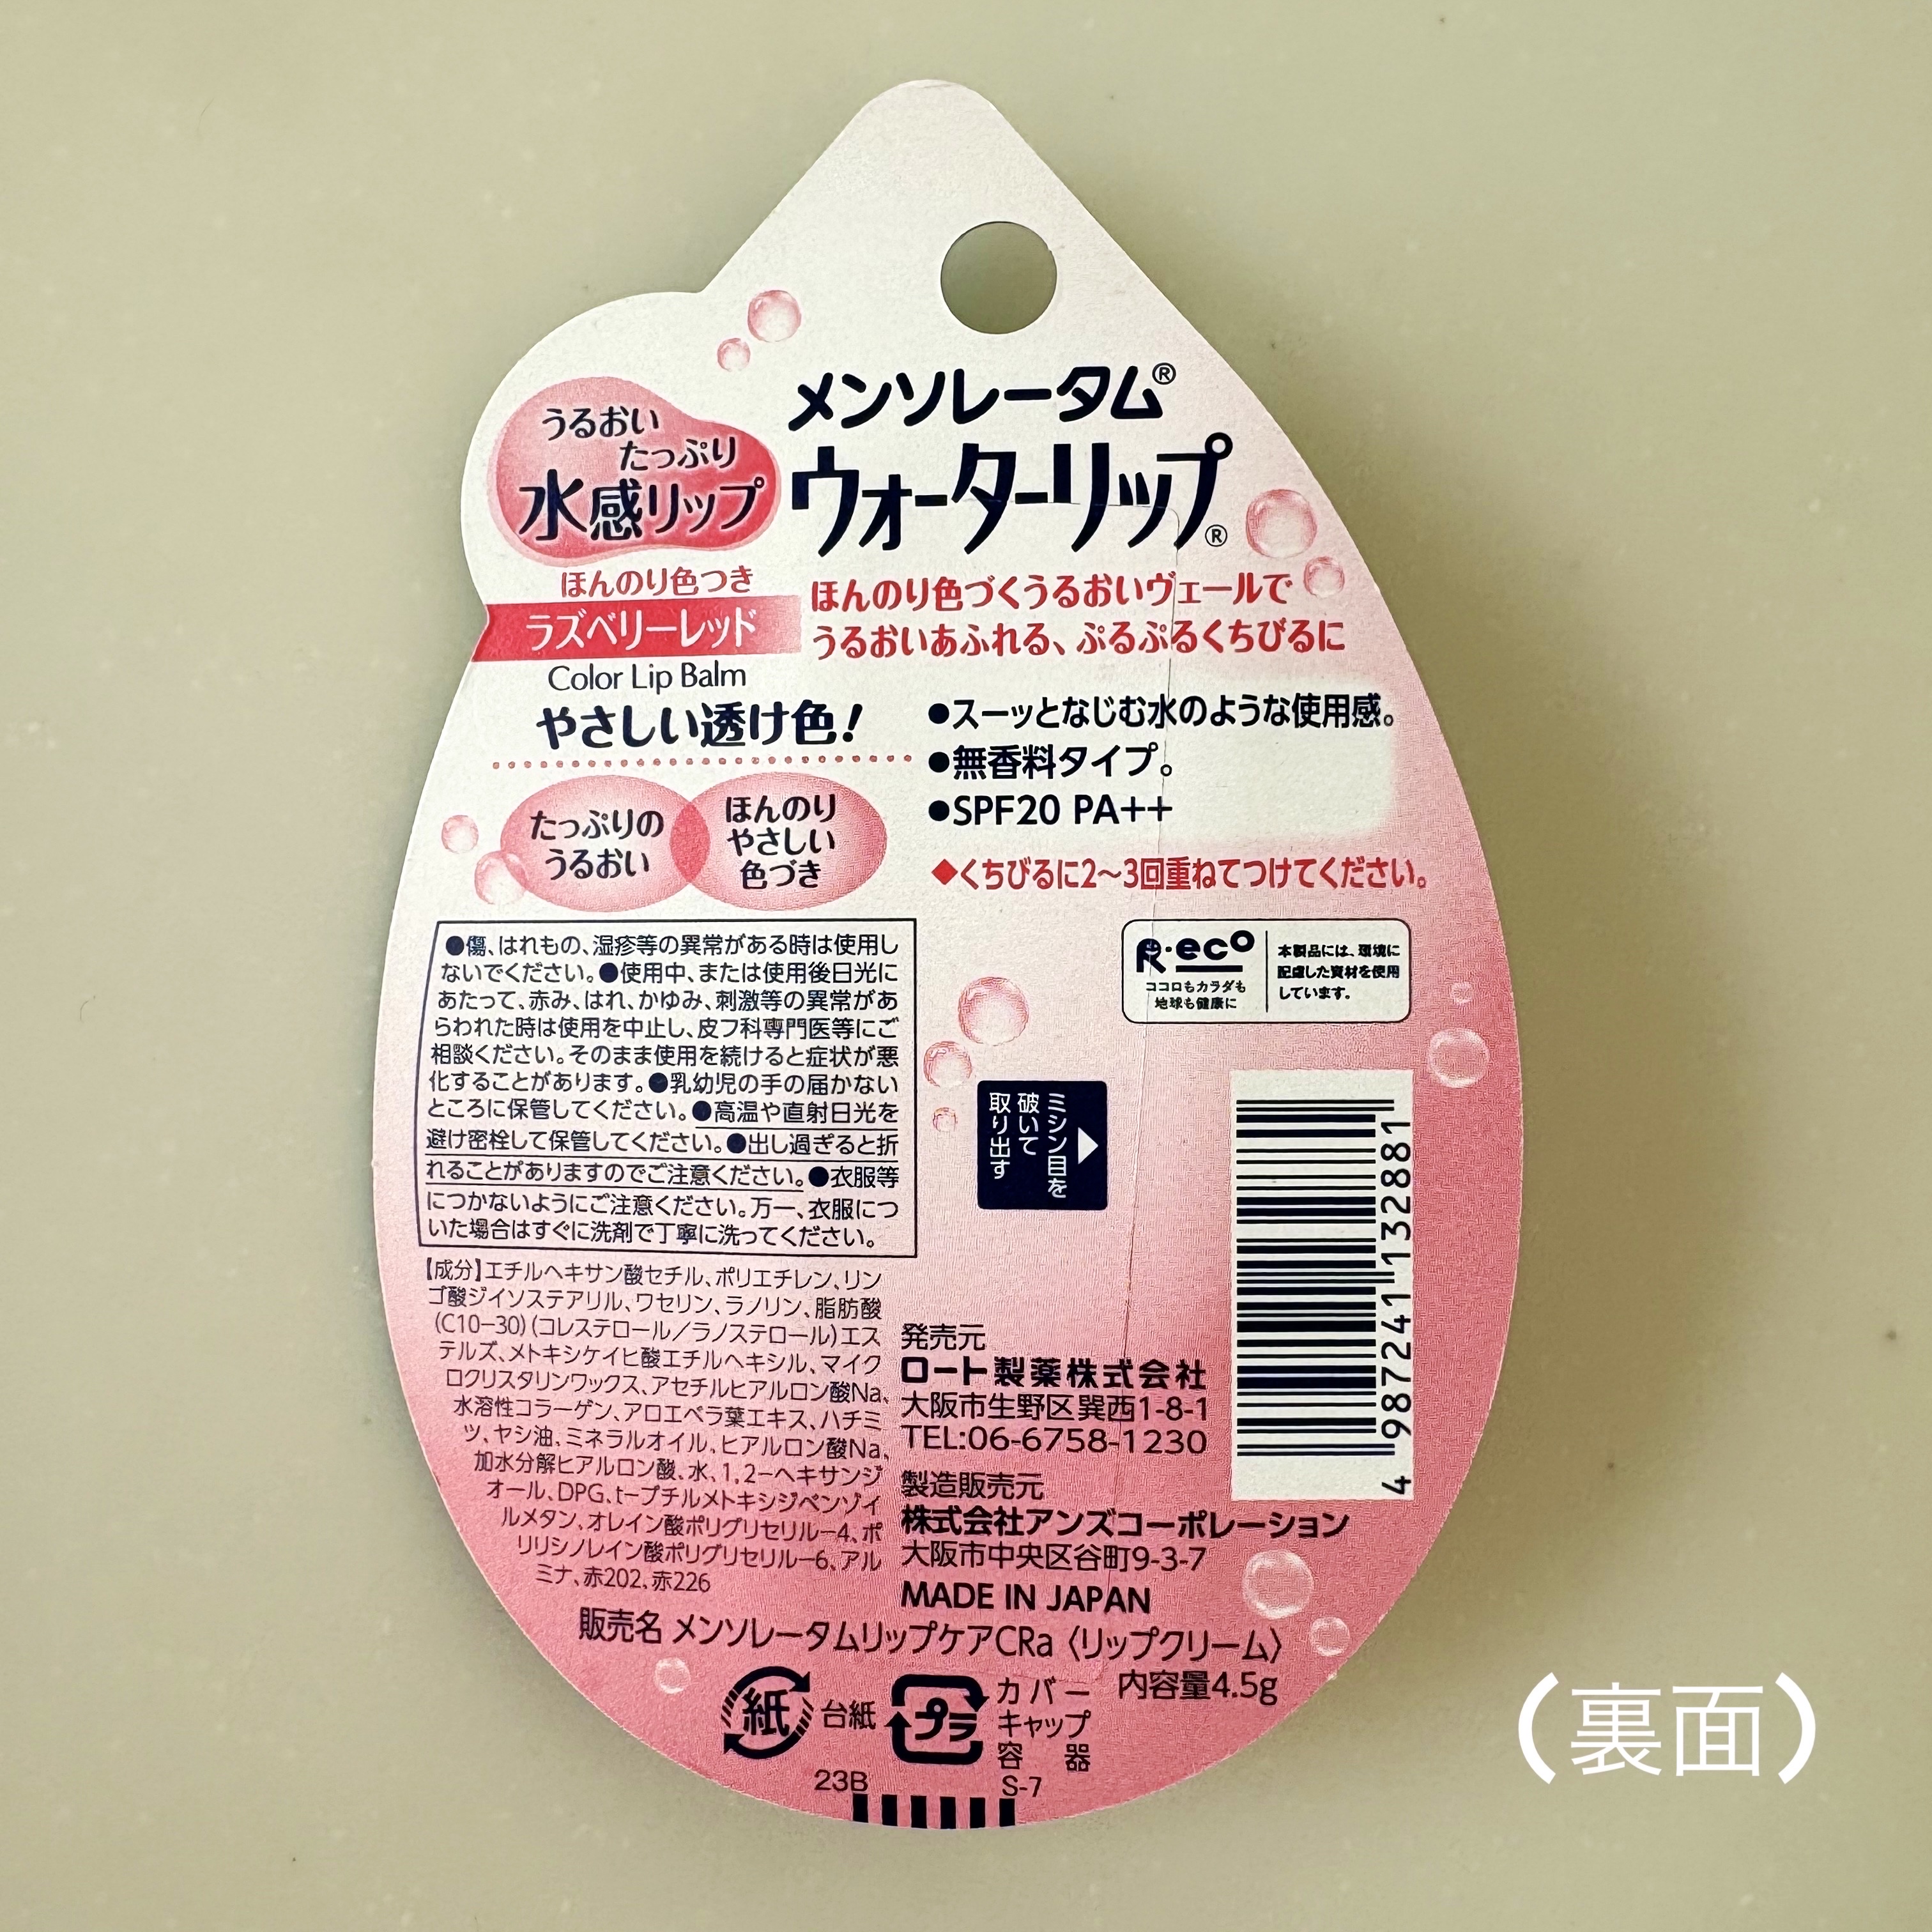 うるおい
たっぷり
水感リップ
メンソレータム®
ウォーターリップ®
ほんのり色つき
ラズベリーレッド
Color Lip Balm
やさしい透け色！
たっぷりの
うるおい
ほんのり
やさしい
色づき
ほんのり色づくうるおいヴェールで
うるおいあふれる、ぷるぷるくちびるに
●スーッとなじむ水のような使用感。
●無香料タイプ。
●SPF20 PA++
◆くちびるに2〜3回重ねてつけてください。
●傷、はれもの、湿疹等の異常がある時は使用し
ないでください。●使用中、または使用後日光に
あたって、赤み、はれ、かゆみ、刺激等の異常があ
らわれた時は使用を中止し、皮フ科専門医等にご
相談ください。そのまま使用を続けると症状が悪
化することがあります。●乳幼児の手の届かない
ところに保管してください。●高温や直射日光を
避け密栓して保管してください。●出し過ぎると折
れることがありますのでご注意ください。●衣服等
につかないようにご注意ください。万一、衣服につ
いた場合はすぐに洗剤で丁寧に洗ってください。
R・eco
ココロもカラダも
地球も健康に
本製品には、環境に
配慮した資材を使用
しています。
ミシン目を
破いて
取り出す
【成分】エチルヘキサン酸セチル、ポリエチレン、リン
ゴ酸ジイソステアリル、ワセリン、ラノリン、脂肪酸
(C10−30)(コレステロール／ラノステロール)エス
テルズ、メトキシケイヒ酸エチルヘキシル、マイク
ロクリスタリンワックス、アセチルヒアルロン酸Na、
水溶性コラーゲン、アロエベラ葉エキス、ハチミ
ツ、ヤシ油、ミネラルオイル、ヒアルロン酸Na、
加水分解ヒアルロン酸、水、1,2−ヘキサンジ
オール、DPG、t−ブチルメトキシジベンゾイ
ルメタン、オレイン酸ポリグリセリル−4、ポ
リリシノレイン酸ポリグリセリル−6、アル
ミナ、赤202、赤226
発売元
ロート製薬株式会社
大阪市生野区巽西1-8-1
TEL:06-6758-1230
製造販売元
株式会社アンズコーポレーション
大阪市中央区谷町9-3-7
MADE IN JAPAN
4 987241 132881
販売名 メンソレータムリップケアCRa〈リップクリーム〉
内容量4.5g
紙
台紙
プラ
カバー
キャップ
容器
23B
S-7
(裏面)